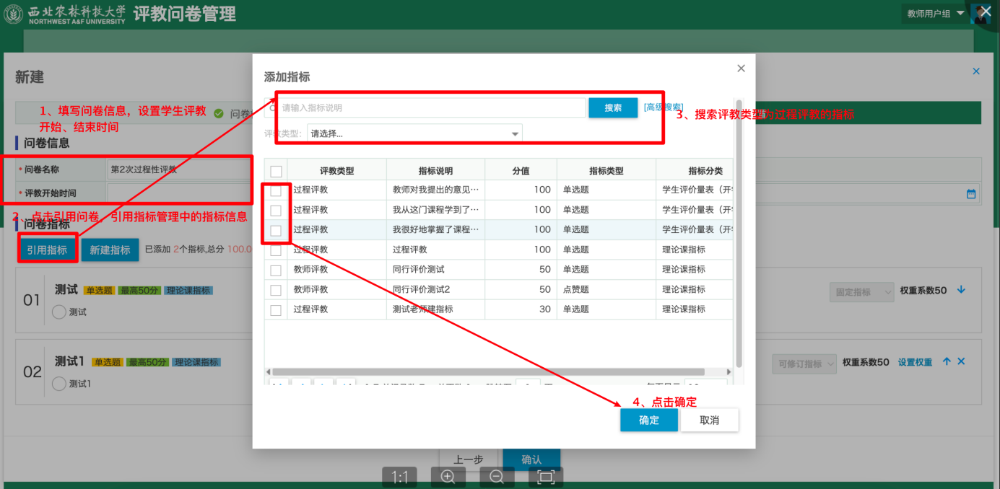 西北农林科技大学
NORTHWEST A&F UNIVERSITY
评教问卷管理
教师用户组
新建
1、填写问卷信息，设置学生评教
开始、结束时间
问卷
问卷信息
* 问卷名称
第2次过程性评教
* 评教开始时间
2、点击引用问卷，引用指标管理中的指标信息
问卷指标
引用指标
新建指标
已添加 2个指标,总分 100.0
01
测试 单选题 最高50分 理论课指标
测试
固定指标
权重系数50
02
测试1 单选题 最高50分 理论课指标
测试1
可修订指标
权重系数50
设置权重
添加指标
请输入指标说明
搜索
[高级搜索]
3、搜索评教类型为过程评教的指标
评教类型:
请选择...
评教类型 指标说明 分值 指标类型 指标分类
过程评教 教师对我提出的意见… 100 单选题 学生评价量表（开
过程评教 我从这门课程学到了… 100 单选题 学生评价量表（开
过程评教 我很好地掌握了课程… 100 单选题 学生评价量表（开
过程评教 过程评教 100 单选题 理论课指标
教师评教 同行评价测试 50 单选题 理论课指标
教师评教 同行评价测试2 50 点赞题 理论课指标
过程评教 测试老师建指标 30 单选题 理论课指标
4、点击确定
确定
取消
上一步
确认
1:1